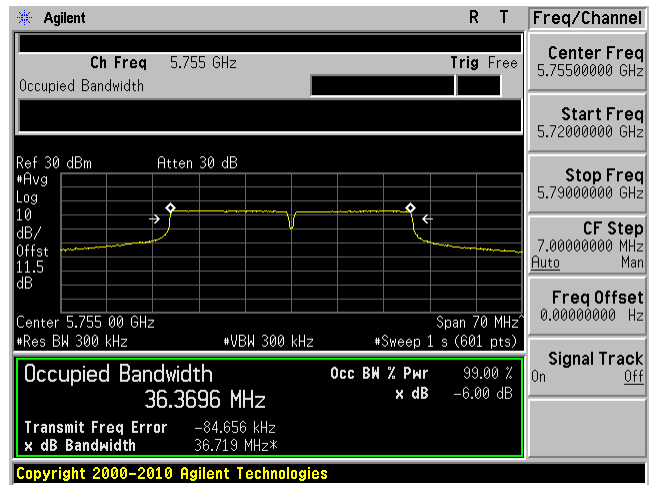 Agilent R T Freq/Channel
Ch Freq 5.755 GHz Trig Free
Occupied Bandwidth
Center Freq
5.75500000 GHz
Start Freq
5.72000000 GHz
Stop Freq
5.79000000 GHz
CF Step
7.00000000 MHz
Auto Man
Freq Offset
0.00000000 Hz
Signal Track
On Off
Ref 30 dBm Atten 30 dB
#Avg
Log
10
dB/
Offst
11.5
dB
Center 5.755 00 GHz Span 70 MHz^
#Res BW 300 kHz #VBW 300 kHz #Sweep 1 s (601 pts)
Occupied Bandwidth Occ BW % Pwr 99.00 %
36.3696 MHz x dB -6.00 dB
Transmit Freq Error -84.656 kHz
x dB Bandwidth 36.719 MHz*
Copyright 2000-2010 Agilent Technologies